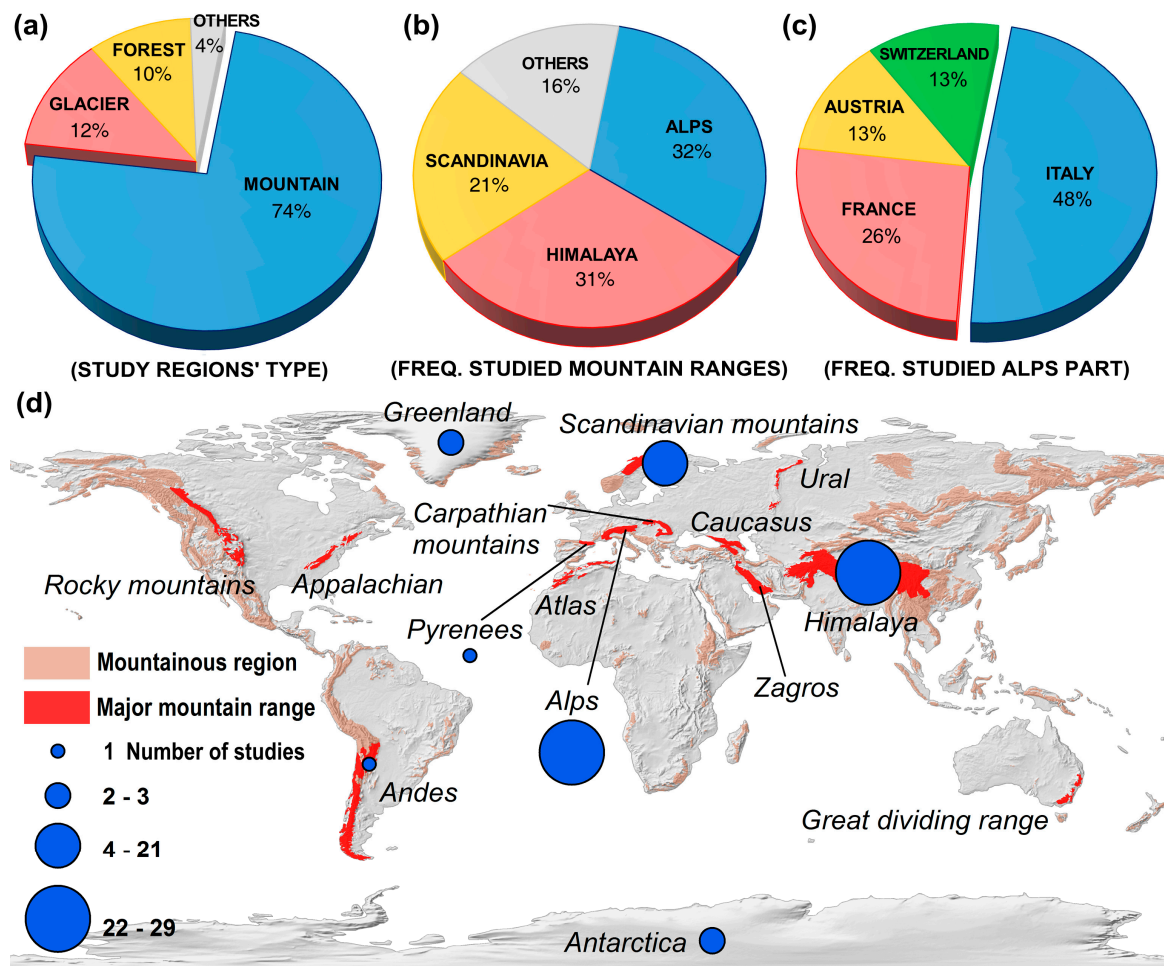 (a)
OTHERS
4%
FOREST
10%
GLACIER
12%
MOUNTAIN
74%
(STUDY REGIONS' TYPE)
(b)
OTHERS
16%
ALPS
32%
SCANDINAVIA
21%
HIMALAYA
31%
(FREQ. STUDIED MOUNTAIN RANGES)
(c)
SWITZERLAND
13%
AUSTRIA
13%
ITALY
48%
FRANCE
26%
(FREQ. STUDIED ALPS PART)
(d)
Greenland
Scandinavian mountains
Ural
Carpathian
mountains
Caucasus
Rocky mountains
Appalachian
Atlas
Pyrenees
Himalaya
Zagros
Alps
Andes
Great dividing range
Antarctica
Mountainous region
Major mountain range
1 Number of studies
2 - 3
4 - 21
22 - 29